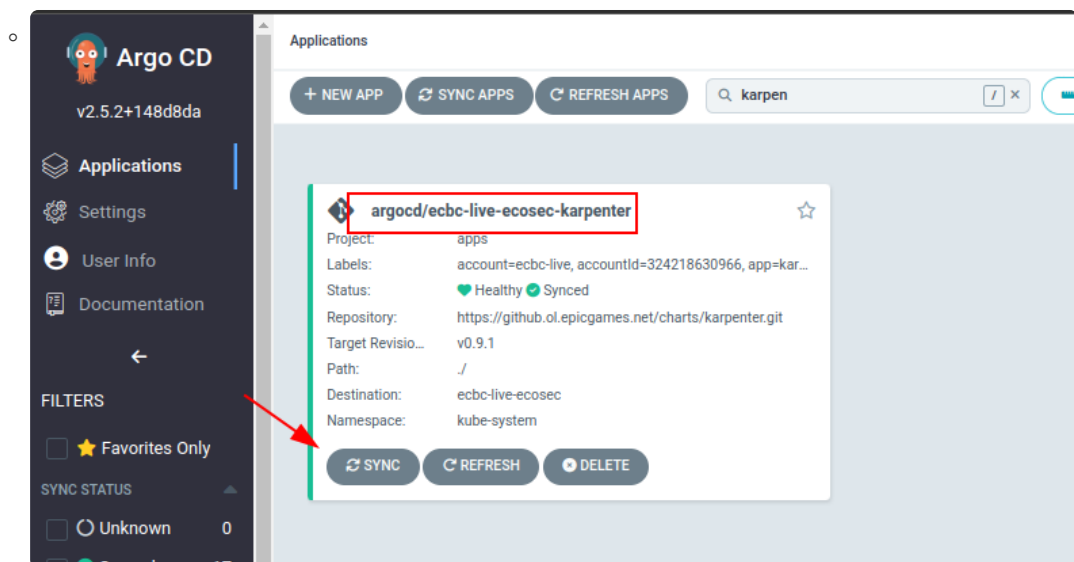 Argo CD
v2.5.2+148d8da
Applications
Settings
User Info
Documentation
FILTERS
Favorites Only
SYNC STATUS
Unknown 0
Applications
+ NEW APP SYNC APPS REFRESH APPS karpen /
argocd/ecbc-live-ecosec-karpenter
Project: apps
Labels: account=ecbc-live, accountId=324218630966, app=kar...
Status: Healthy Synced
Repository: https://github.ol.epicgames.net/charts/karpenter.git
Target Revisio... v0.9.1
Path: ./
Destination: ecbc-live-ecosec
Namespace: kube-system
SYNC REFRESH DELETE